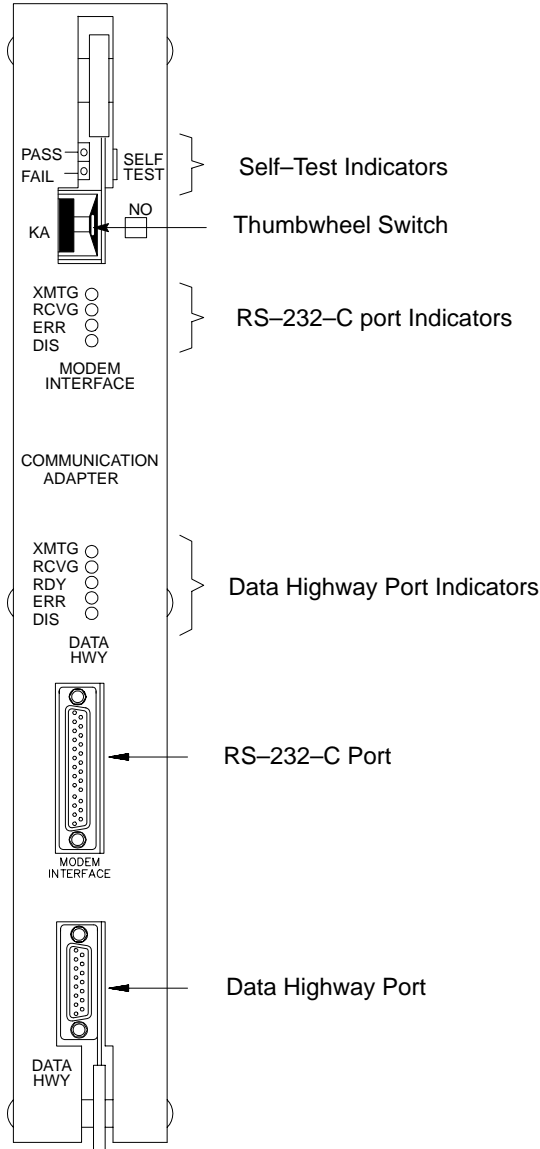 PASS
FAIL
SELF
TEST
Self–Test Indicators
NO
KA
Thumbwheel Switch
XMTG
RCVG
ERR
DIS
RS–232–C port Indicators
MODEM
INTERFACE
COMMUNICATION
ADAPTER
XMTG
RCVG
RDY
ERR
DIS
Data Highway Port Indicators
DATA
HWY
RS–232–C Port
MODEM
INTERFACE
Data Highway Port
DATA
HWY